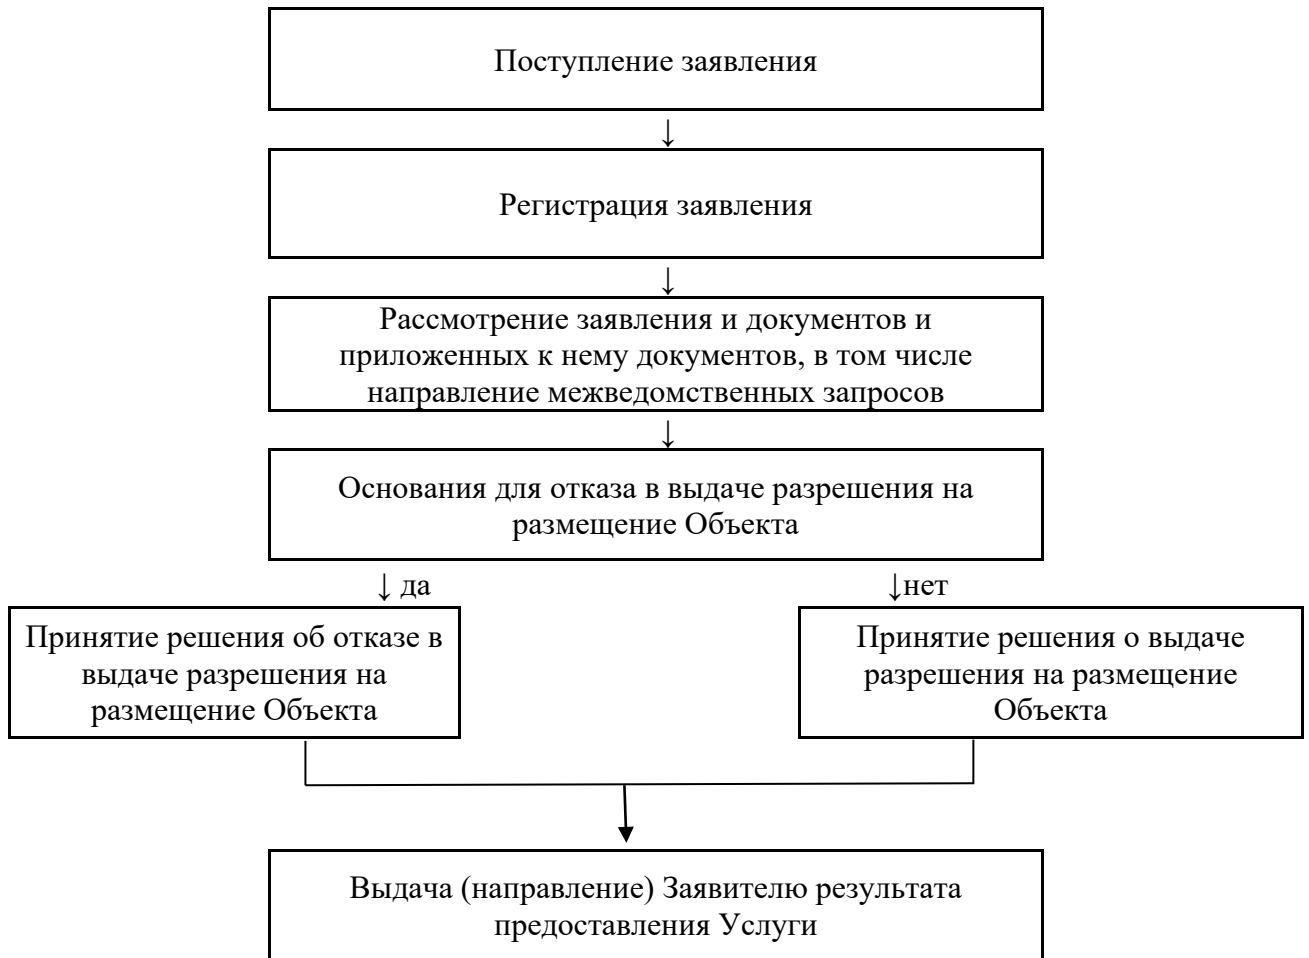 Поступление заявления
↓
Регистрация заявления
↓
Рассмотрение заявления и документов и
приложенных к нему документов, в том числе
направление межведомственных запросов
↓
Основания для отказа в выдаче разрешения на
размещение Объекта
↓ да
↓нет
Принятие решения об отказе в
выдаче разрешения на
размещение Объекта
Принятие решения о выдаче
разрешения на размещение
Объекта
Выдача (направление) Заявителю результата
предоставления Услуги